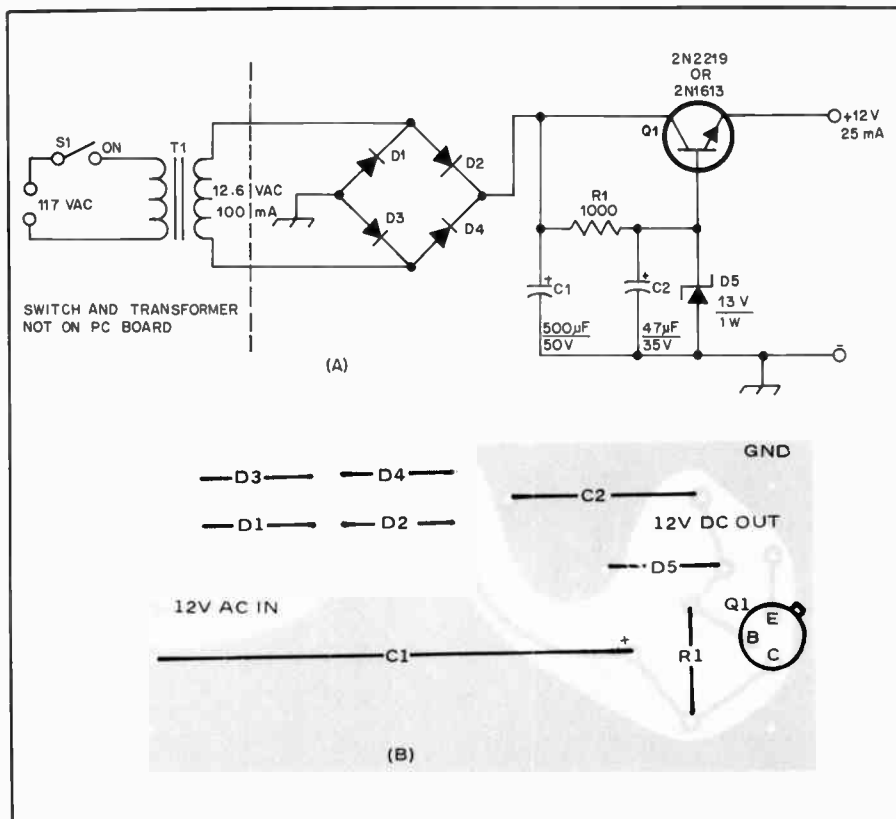 2N2219
OR
2N1613
Q1
+12V
25 mA
S1
ON
T1
117 VAC
12.6 VAC
100 mA
D1
D2
D3
D4
R1
1000
C1
500µF
50V
C2
47µF
35V
D5
13 V
1 W
SWITCH AND TRANSFORMER
NOT ON PC BOARD
(A)
GND
D3
D4
C2
D1
D2
12V DC OUT
D5
12V AC IN
Q1
E
B
C
C1
+
R1
(B)